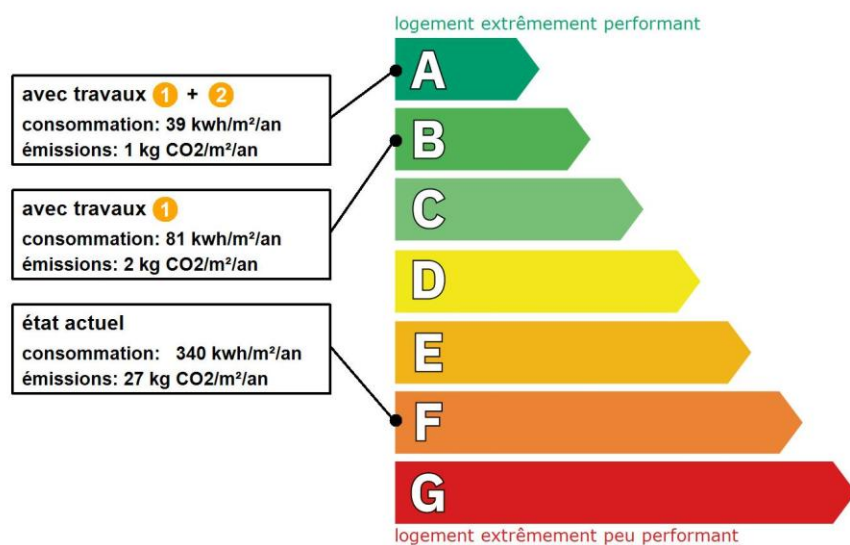 logement extrêmement performant
A
avec travaux 1 + 2
consommation: 39 kwh/m²/an
émissions: 1 kg CO2/m²/an
B
avec travaux 1
consommation: 81 kwh/m²/an
émissions: 2 kg CO2/m²/an
C
D
état actuel
consommation: 340 kwh/m²/an
émissions: 27 kg CO2/m²/an
E
F
G
logement extrêmement peu performant